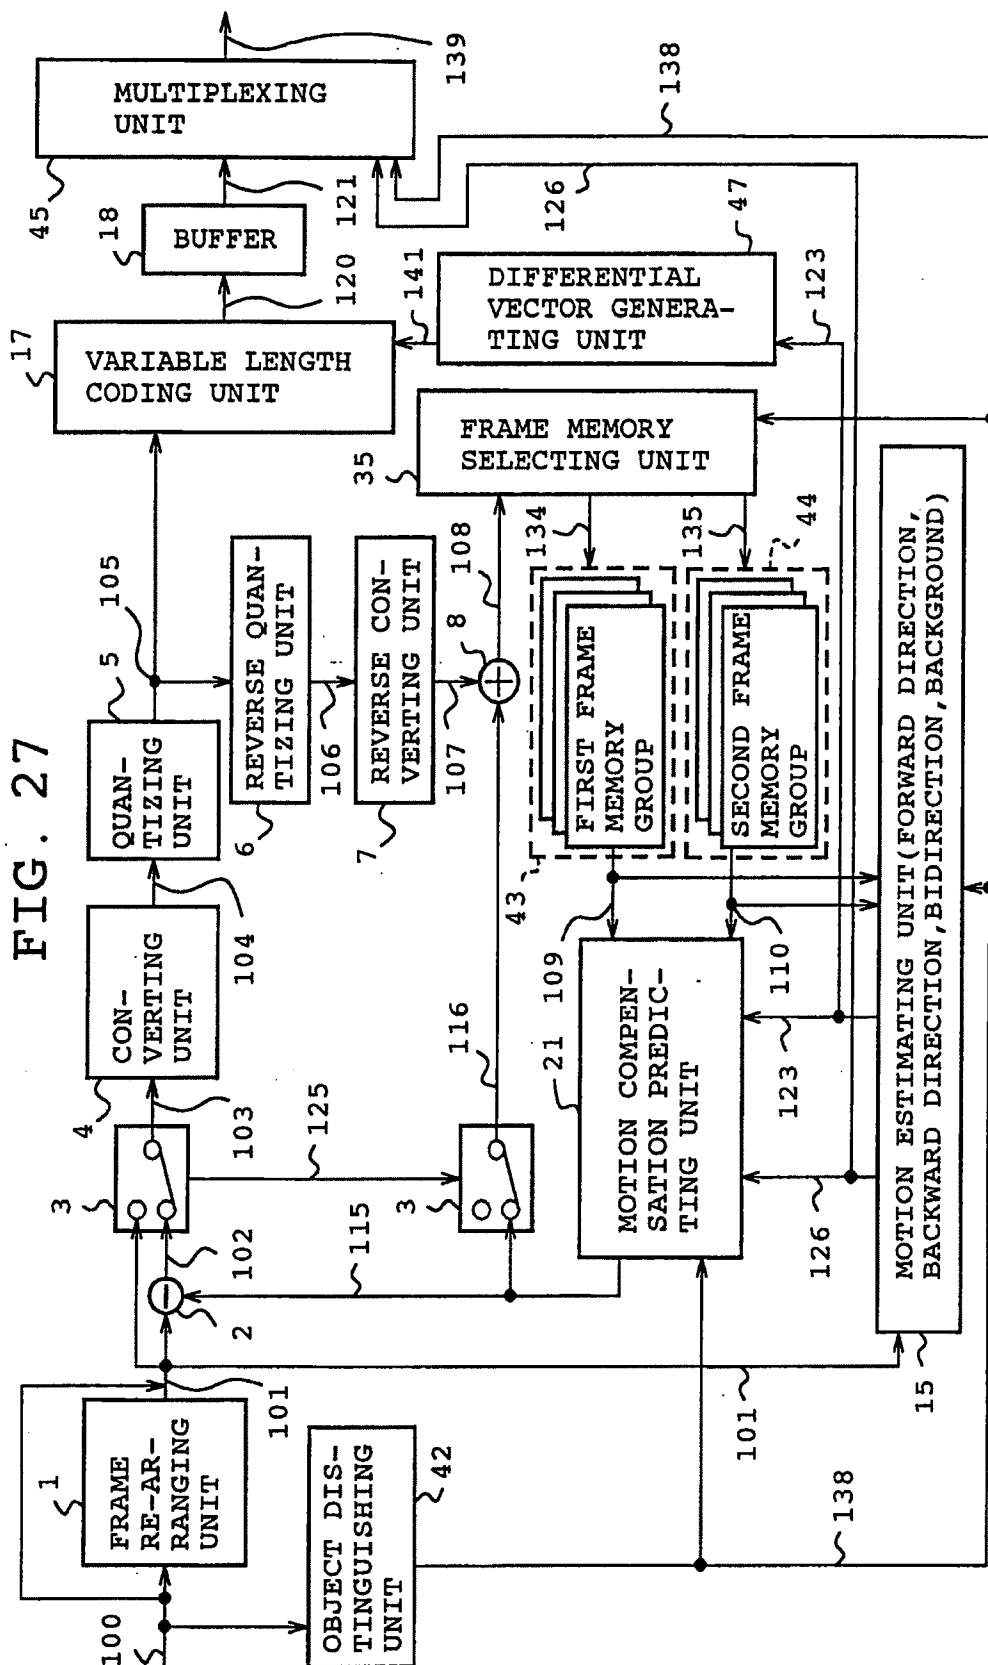 FIG. 27
100
1
FRAME
RE-AR-
RANGING
UNIT
101
2
102
3
103
4
CON-
VERTING
UNIT
104
QUAN-
TIZING
UNIT
5
105
17
VARIABLE LENGTH
CODING UNIT
120
18
BUFFER
121
45
MULTIPLEXING
UNIT
139
OBJECT DIS-
TINGUISHING
UNIT
42
115
125
3
116
6
REVERSE QUAN-
TIZING UNIT
106
7
REVERSE CON-
VERTING UNIT
107
8
108
35
FRAME MEMORY
SELECTING UNIT
134
135
141
DIFFERENTIAL
VECTOR GENERA-
TING UNIT
47
123
126
138
43
FIRST FRAME
MEMORY
GROUP
SECOND FRAME
MEMORY
GROUP
44
109
110
21
MOTION COMPEN-
SATION PREDIC-
TING UNIT
123
126
101
138
15
MOTION ESTIMATING UNIT(FORWARD DIRECTION,
BACKWARD DIRECTION,BIDIRECTION,BACKGROUND)